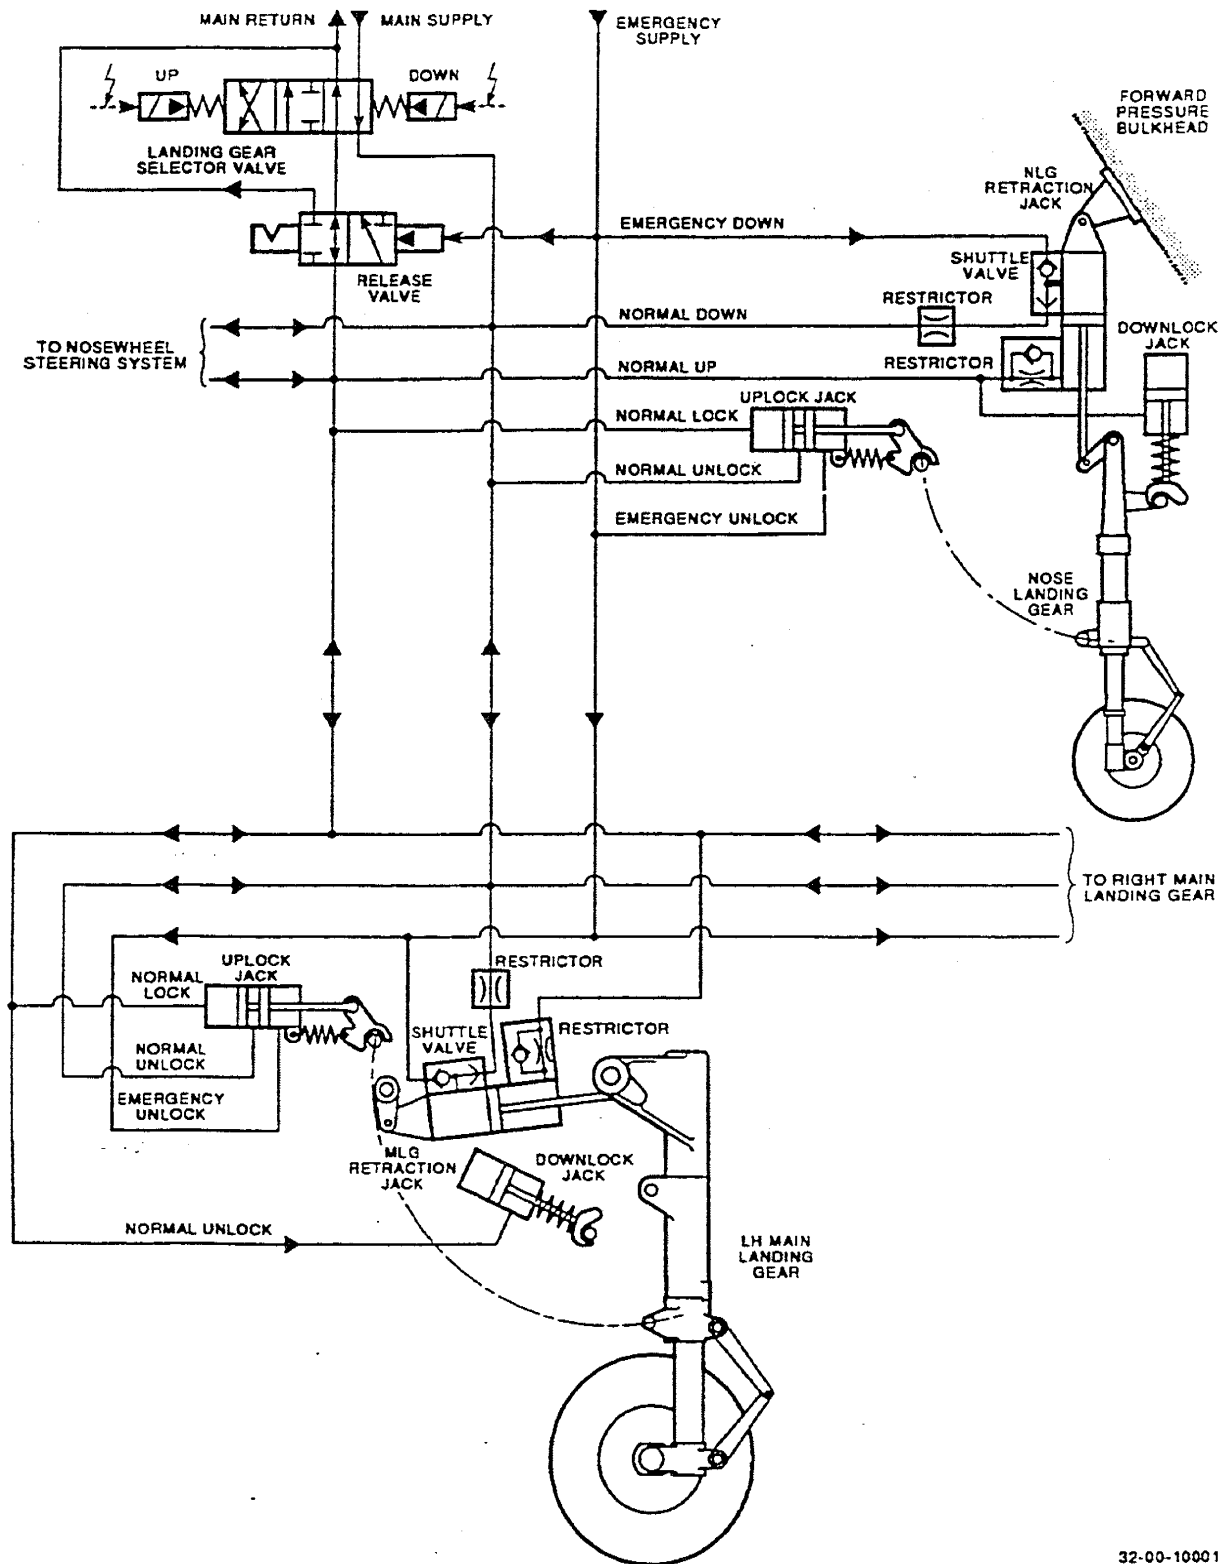 MAIN RETURN
MAIN SUPPLY
EMERGENCY
SUPPLY
UP
DOWN
FORWARD
PRESSURE
BULKHEAD
LANDING GEAR
SELECTOR VALVE
NLG
RETRACTION
JACK
EMERGENCY DOWN
SHUTTLE
VALVE
RELEASE
VALVE
RESTRICTOR
NORMAL DOWN
TO NOSEWHEEL
STEERING SYSTEM
DOWNLOCK
JACK
RESTRICTOR
NORMAL UP
UPLOCK JACK
NORMAL LOCK
NORMAL UNLOCK
EMERGENCY UNLOCK
NOSE
LANDING
GEAR
TO RIGHT MAIN
LANDING GEAR
UPLOCK
JACK
RESTRICTOR
NORMAL
LOCK
SHUTTLE
VALVE
RESTRICTOR
NORMAL
UNLOCK
EMERGENCY
UNLOCK
MLG
RETRACTION
JACK
DOWNLOCK
JACK
NORMAL UNLOCK
LH MAIN
LANDING
GEAR
32-00-10001